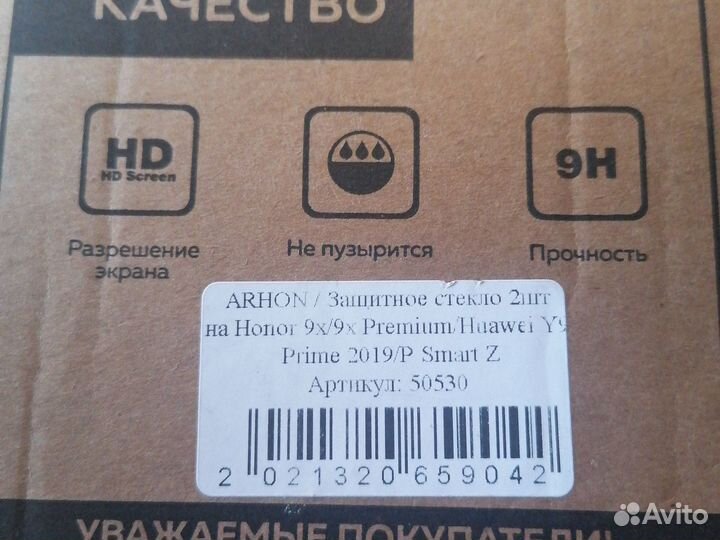 КАЧЕСТВО
HD
HD Screen
9H
Разрешение
экрана
Не пузырится
Прочность
ARHON / Защитное стекло 2шт
на Honor 9x/9x Premium/Huawei Y9
Prime 2019/P Smart Z
Артикул: 50530
2 021320 659042
УВАЖАЕМЫЕ ПОКУПАТЕЛИ!
Avito